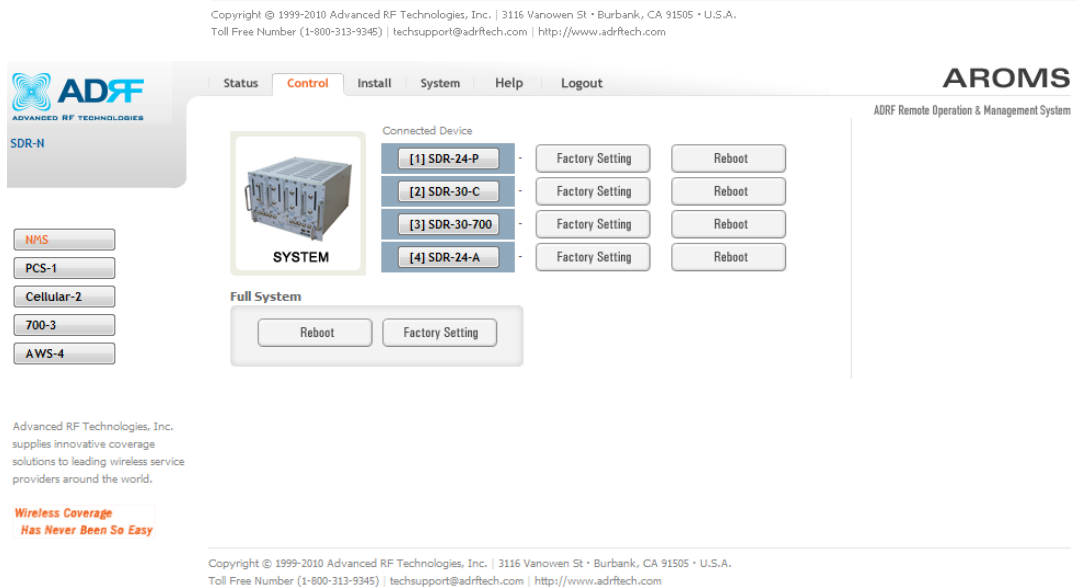 Copyright @ 1999-2010 Advanced RF Technologies, Inc. | 3116 Vanowen St • Burbank, CA 91505 • U.S.A.
Toll Free Number (1-800-313-9345) | techsupport@adrftech.com | http://www.adrftech.com
ADRF
ADVANCED RF TECHNOLOGIES
SDR-N
Status Control Install System Help Logout
AROMS
ADRF Remote Operation & Management System
NMS
PCS-1
Cellular-2
700-3
AWS-4
Connected Device
[1] SDR-24-P - Factory Setting Reboot
[2] SDR-30-C - Factory Setting Reboot
[3] SDR-30-700 - Factory Setting Reboot
[4] SDR-24-A - Factory Setting Reboot
SYSTEM
Full System
Reboot Factory Setting
Advanced RF Technologies, Inc.
supplies innovative coverage
solutions to leading wireless service
providers around the world.
Wireless Coverage
Has Never Been So Easy
Copyright @ 1999-2010 Advanced RF Technologies, Inc. | 3116 Vanowen St • Burbank, CA 91505 • U.S.A.
Toll Free Number (1-800-313-9345) | techsupport@adrftech.com | http://www.adrftech.com